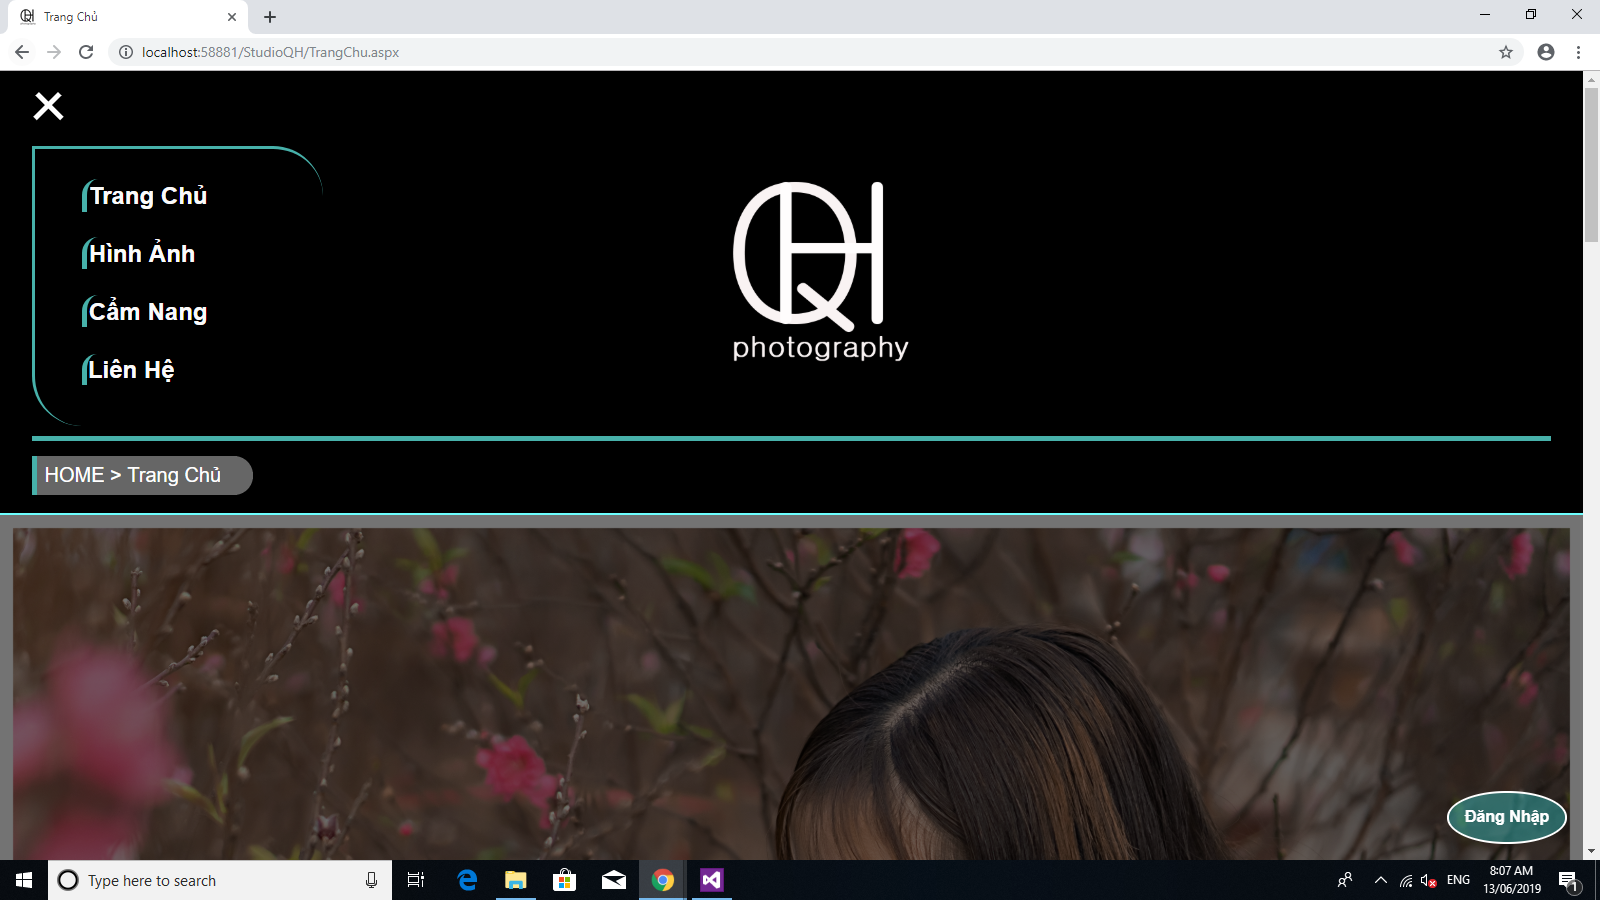 Trang Chủ
localhost:58881/StudioQH/TrangChu.aspx
Trang Chủ
Hình Ảnh
Cẩm Nang
Liên Hệ
QH
photography
HOME > Trang Chủ
Đăng Nhập
Type here to search
ENG
8:07 AM
13/06/2019
1